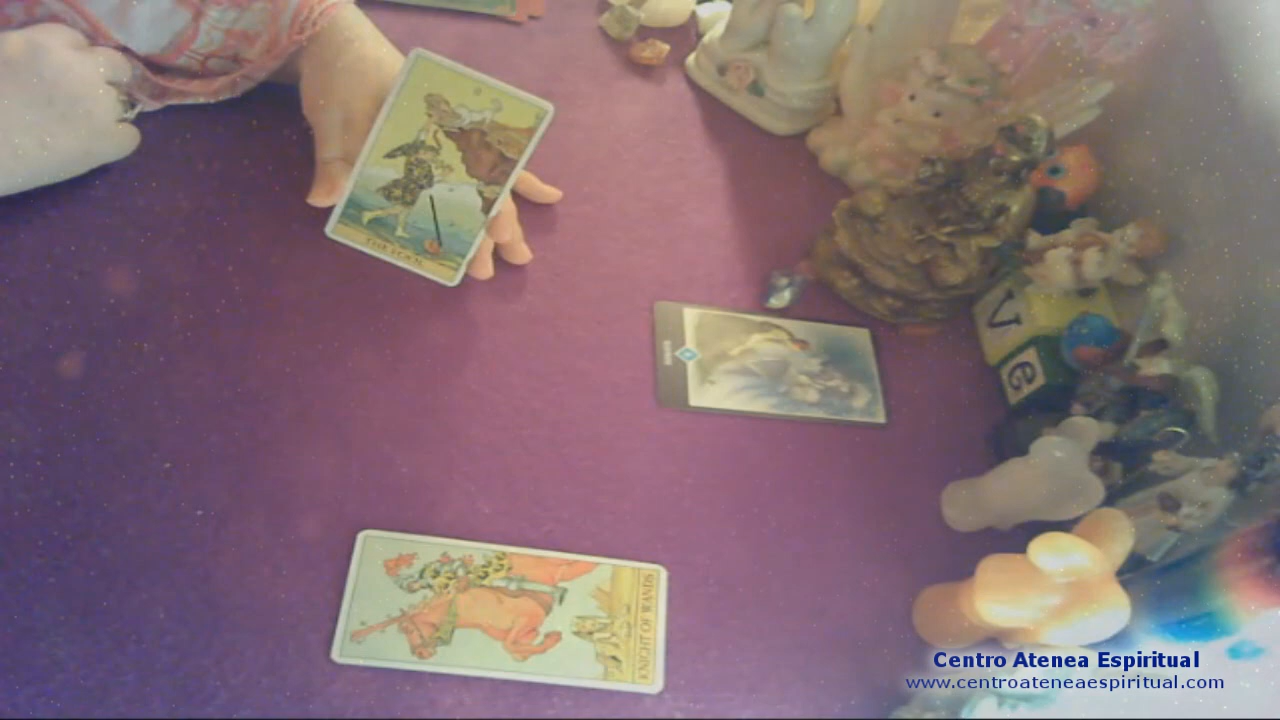 THE FOOL
V
e
KNIGHT OF WANDS
Centro Atenea Espiritual
www.centroateneaespiritual.com